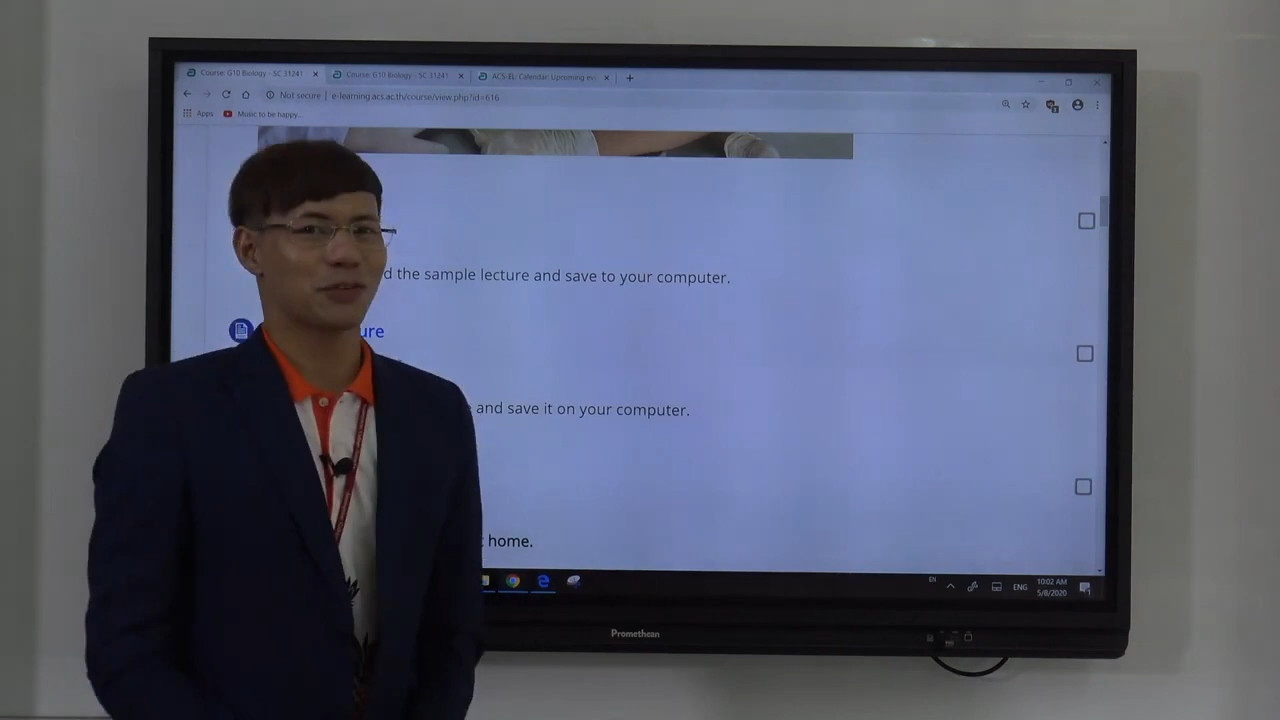 Course: G10 Biology - SC 31241
Course: G10 Biology - SC 31241
ACS-EL: Calendar: Upcoming ev
Not secure | e-learning.acs.ac.th/course/view.php?id=616
Apps
Music to be happy...
d the sample lecture and save to your computer.
ure
and save it on your computer.
home.
EN
ENG
10:02 AM
5/8/2020
Promethean